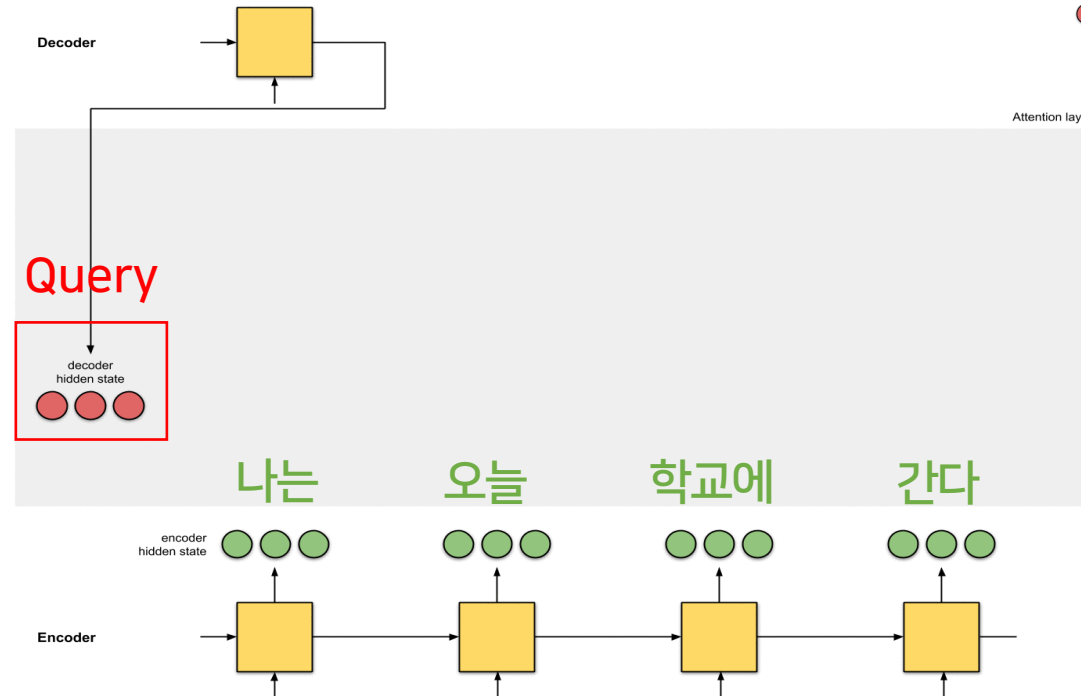 Decoder
Attention lay
Query
decoder
hidden state
나는 오늘 학교에 간다
encoder
hidden state
Encoder